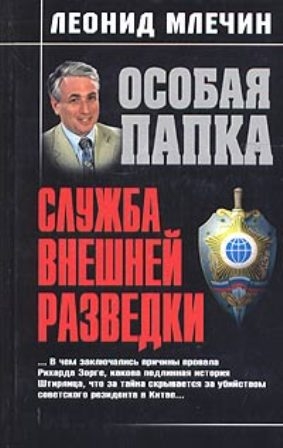 ЛЕОНИД МЛЕЧИН
ОСОБАЯ
ПАПКА
СЛУЖБА
ВНЕШНЕЙ
РАЗВЕДКИ
... В чем заключались причины провала
Рихарда Зорге, какова подлинная история
Штирлица, что за тайна скрывается за убийством
советского резидента в Китае...